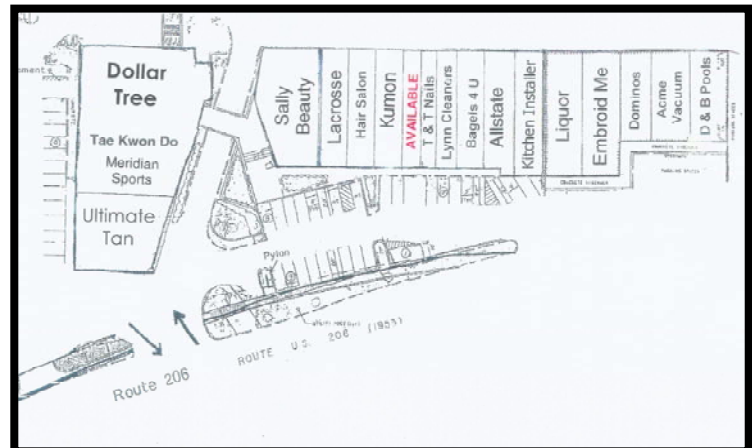 Dollar
Tree
Tae Kwon Do
Meridian
Sports
Ultimate
Tan
Sally
Beauty
Lacrosse
Hair Salon
Kumon
AVAILABLE
T & T Nails
Lynn Cleaners
Bagels 4 U
Allstate
Kitchen Installer
Liquor
Embroid Me
Dominos
Acme
Vacuum
D & B Pools
Pylon
ROUTE U.S. 206 (1953)
Route 206